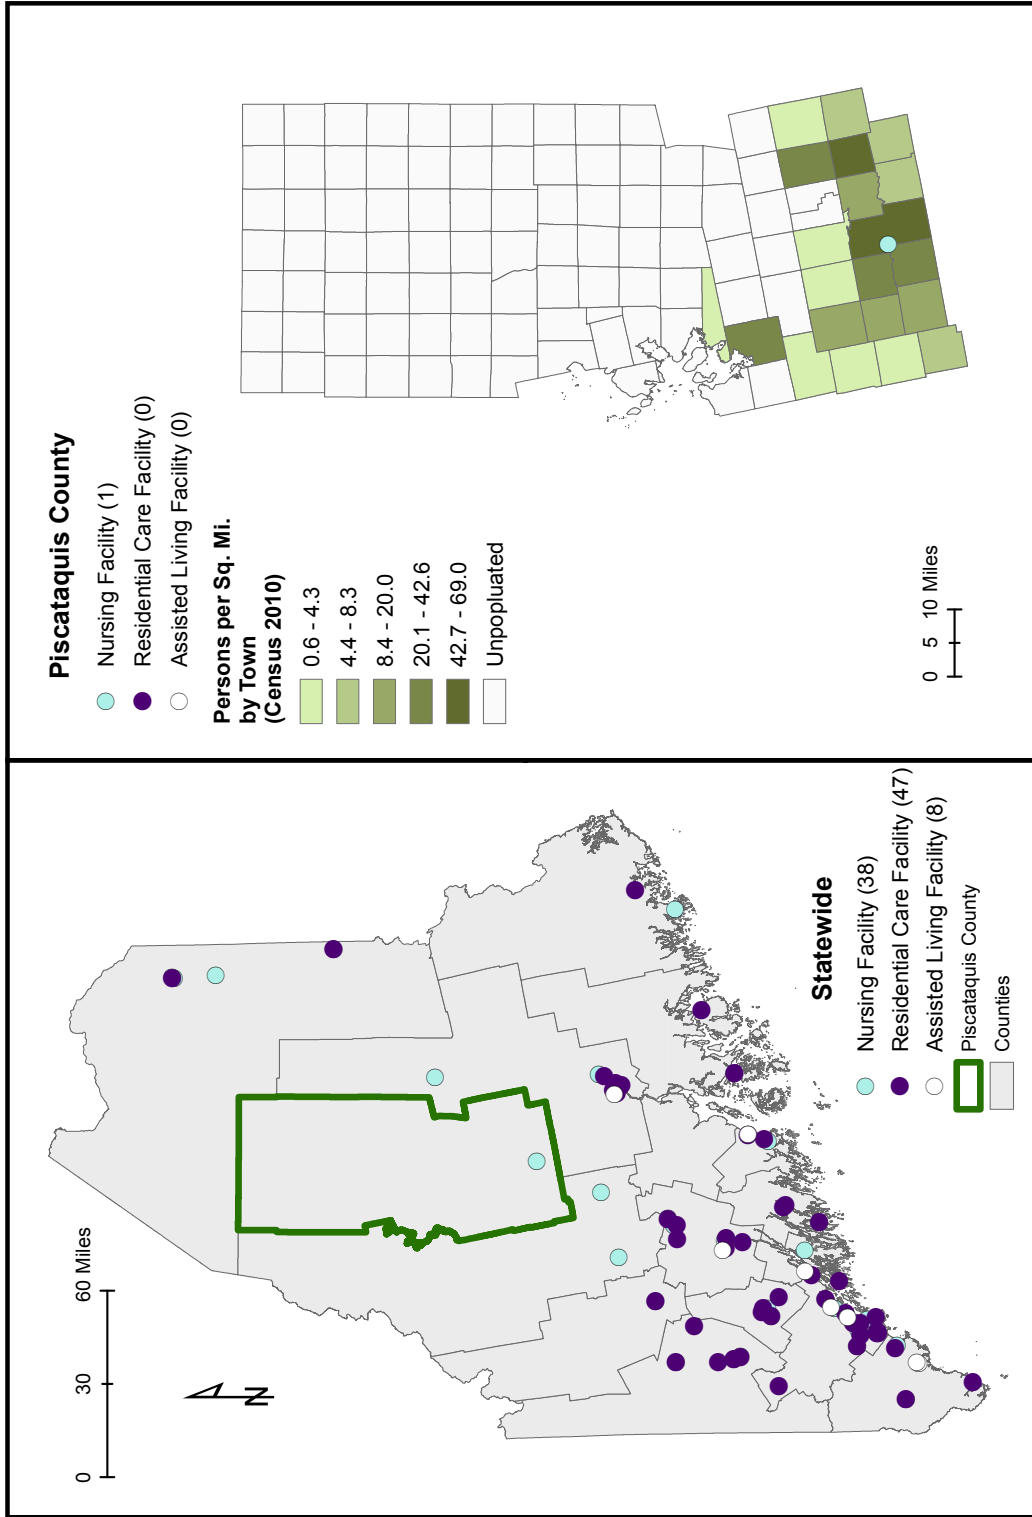 Piscataquis County
Nursing Facility (1)
Residential Care Facility (0)
Assisted Living Facility (0)
Persons per Sq. Mi.
by Town
(Census 2010)
0.6 - 4.3
4.4 - 8.3
8.4 - 20.0
20.1 - 42.6
42.7 - 69.0
Unpopluated
0 5 10 Miles
0 30 60 Miles
N
Statewide
Nursing Facility (38)
Residential Care Facility (47)
Assisted Living Facility (8)
Piscataquis County
Counties